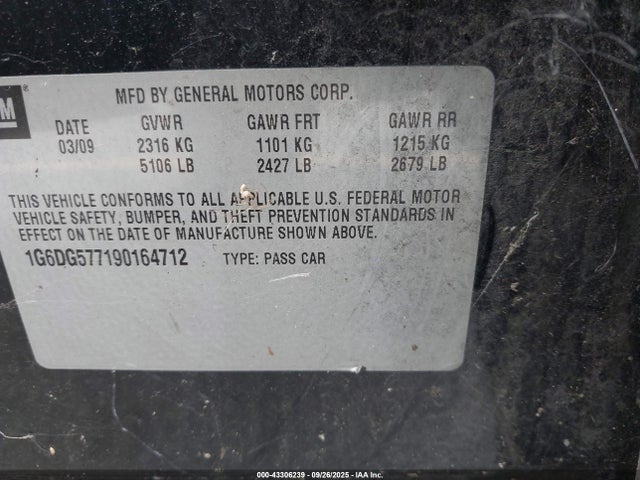 M ®
MFD BY GENERAL MOTORS CORP.
DATE GVWR GAWR FRT GAWR RR
03/09 2316 KG 1101 KG 1215 KG
5106 LB 2427 LB 2679 LB
THIS VEHICLE CONFORMS TO ALL APPLICABLE U.S. FEDERAL MOTOR
VEHICLE SAFETY, BUMPER, AND THEFT PREVENTION STANDARDS IN
EFFECT ON THE DATE OF MANUFACTURE SHOWN ABOVE.
1G6DG577190164712 TYPE: PASS CAR
000-43306239 - 09/26/2025 - IAA Inc.